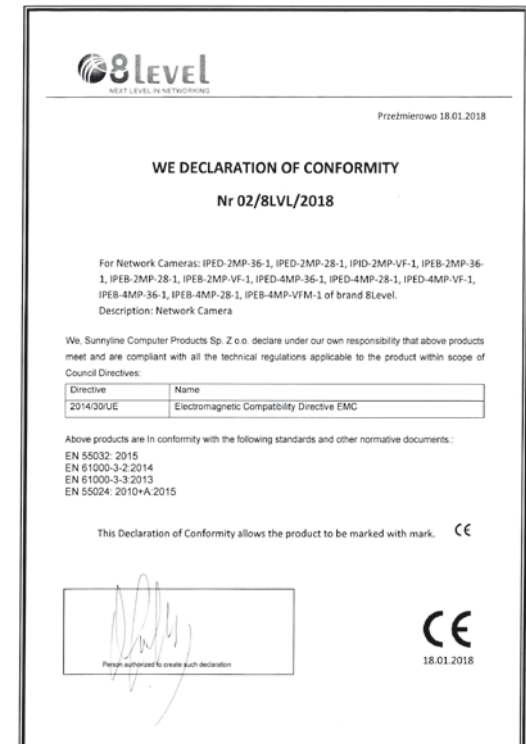 8level
NEXT LEVEL IN NETWORKING
Przeźmierowo 18.01.2018
WE DECLARATION OF CONFORMITY
Nr 02/8LVL/2018
For Network Cameras: IPED-2MP-36-1, IPED-2MP-28-1, IPID-2MP-VF-1, IPEB-2MP-36-
1, IPEB-2MP-28-1, IPEB-2MP-VF-1, IPED-4MP-36-1, IPED-4MP-28-1, IPED-4MP-VF-1,
IPEB-4MP-36-1, IPEB-4MP-28-1, IPEB-4MP-VFM-1 of brand 8Level.
Description: Network Camera
We, Sunnyline Computer Products Sp. Z o.o. declare under our own responsibility that above products
meet and are compliant with all the technical regulations applicable to the product within scope of
Council Directives:
Directive Name
2014/30/UE Electromagnetic Compatibility Directive EMC
Above products are In conformity with the following standards and other normative documents.:
EN 55032: 2015
EN 61000-3-2:2014
EN 61000-3-3:2013
EN 55024: 2010+A:2015
This Declaration of Conformity allows the product to be marked with mark. CE
Person authorized to create such declaration
CE
18.01.2018